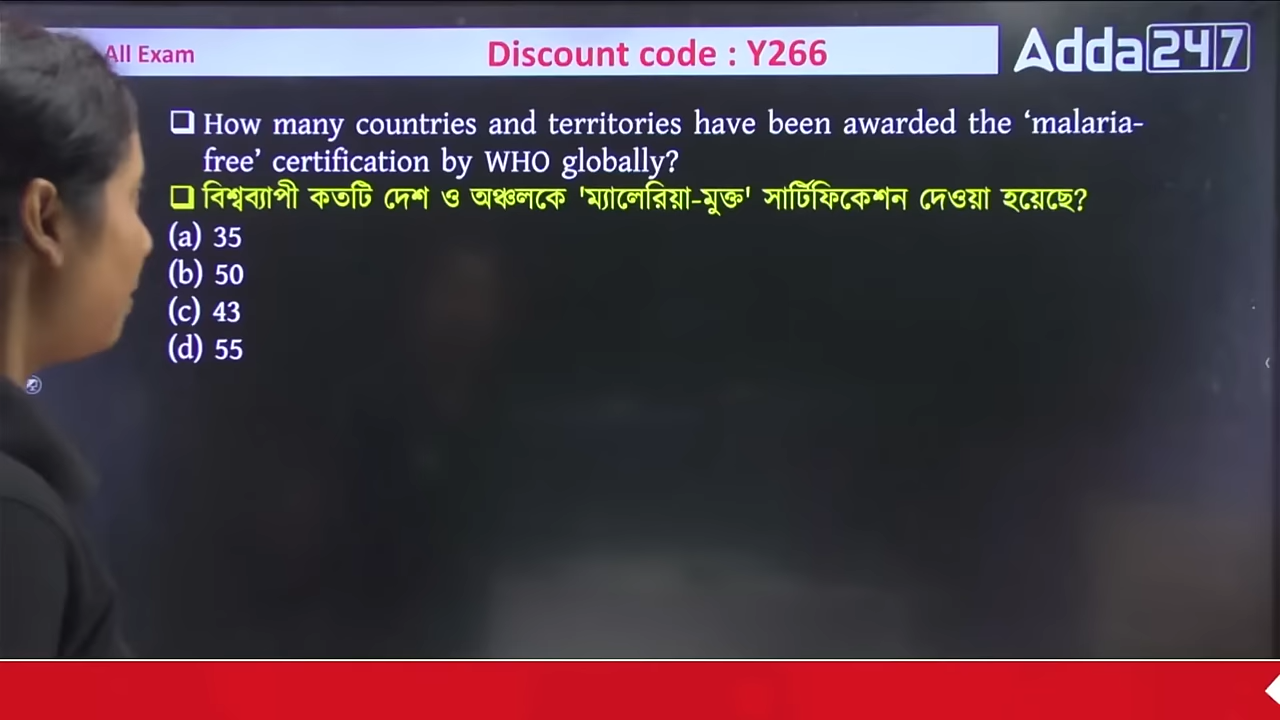 All Exam
Discount code : Y266
Adda247
❑ How many countries and territories have been awarded the ‘malaria-
free’ certification by WHO globally?
❑ বিশ্বব্যাপী কতটি দেশ ও অঞ্চলকে 'ম্যালেরিয়া-মুক্ত' সার্টিফিকেশন দেওয়া হয়েছে?
(a) 35
(b) 50
(c) 43
(d) 55